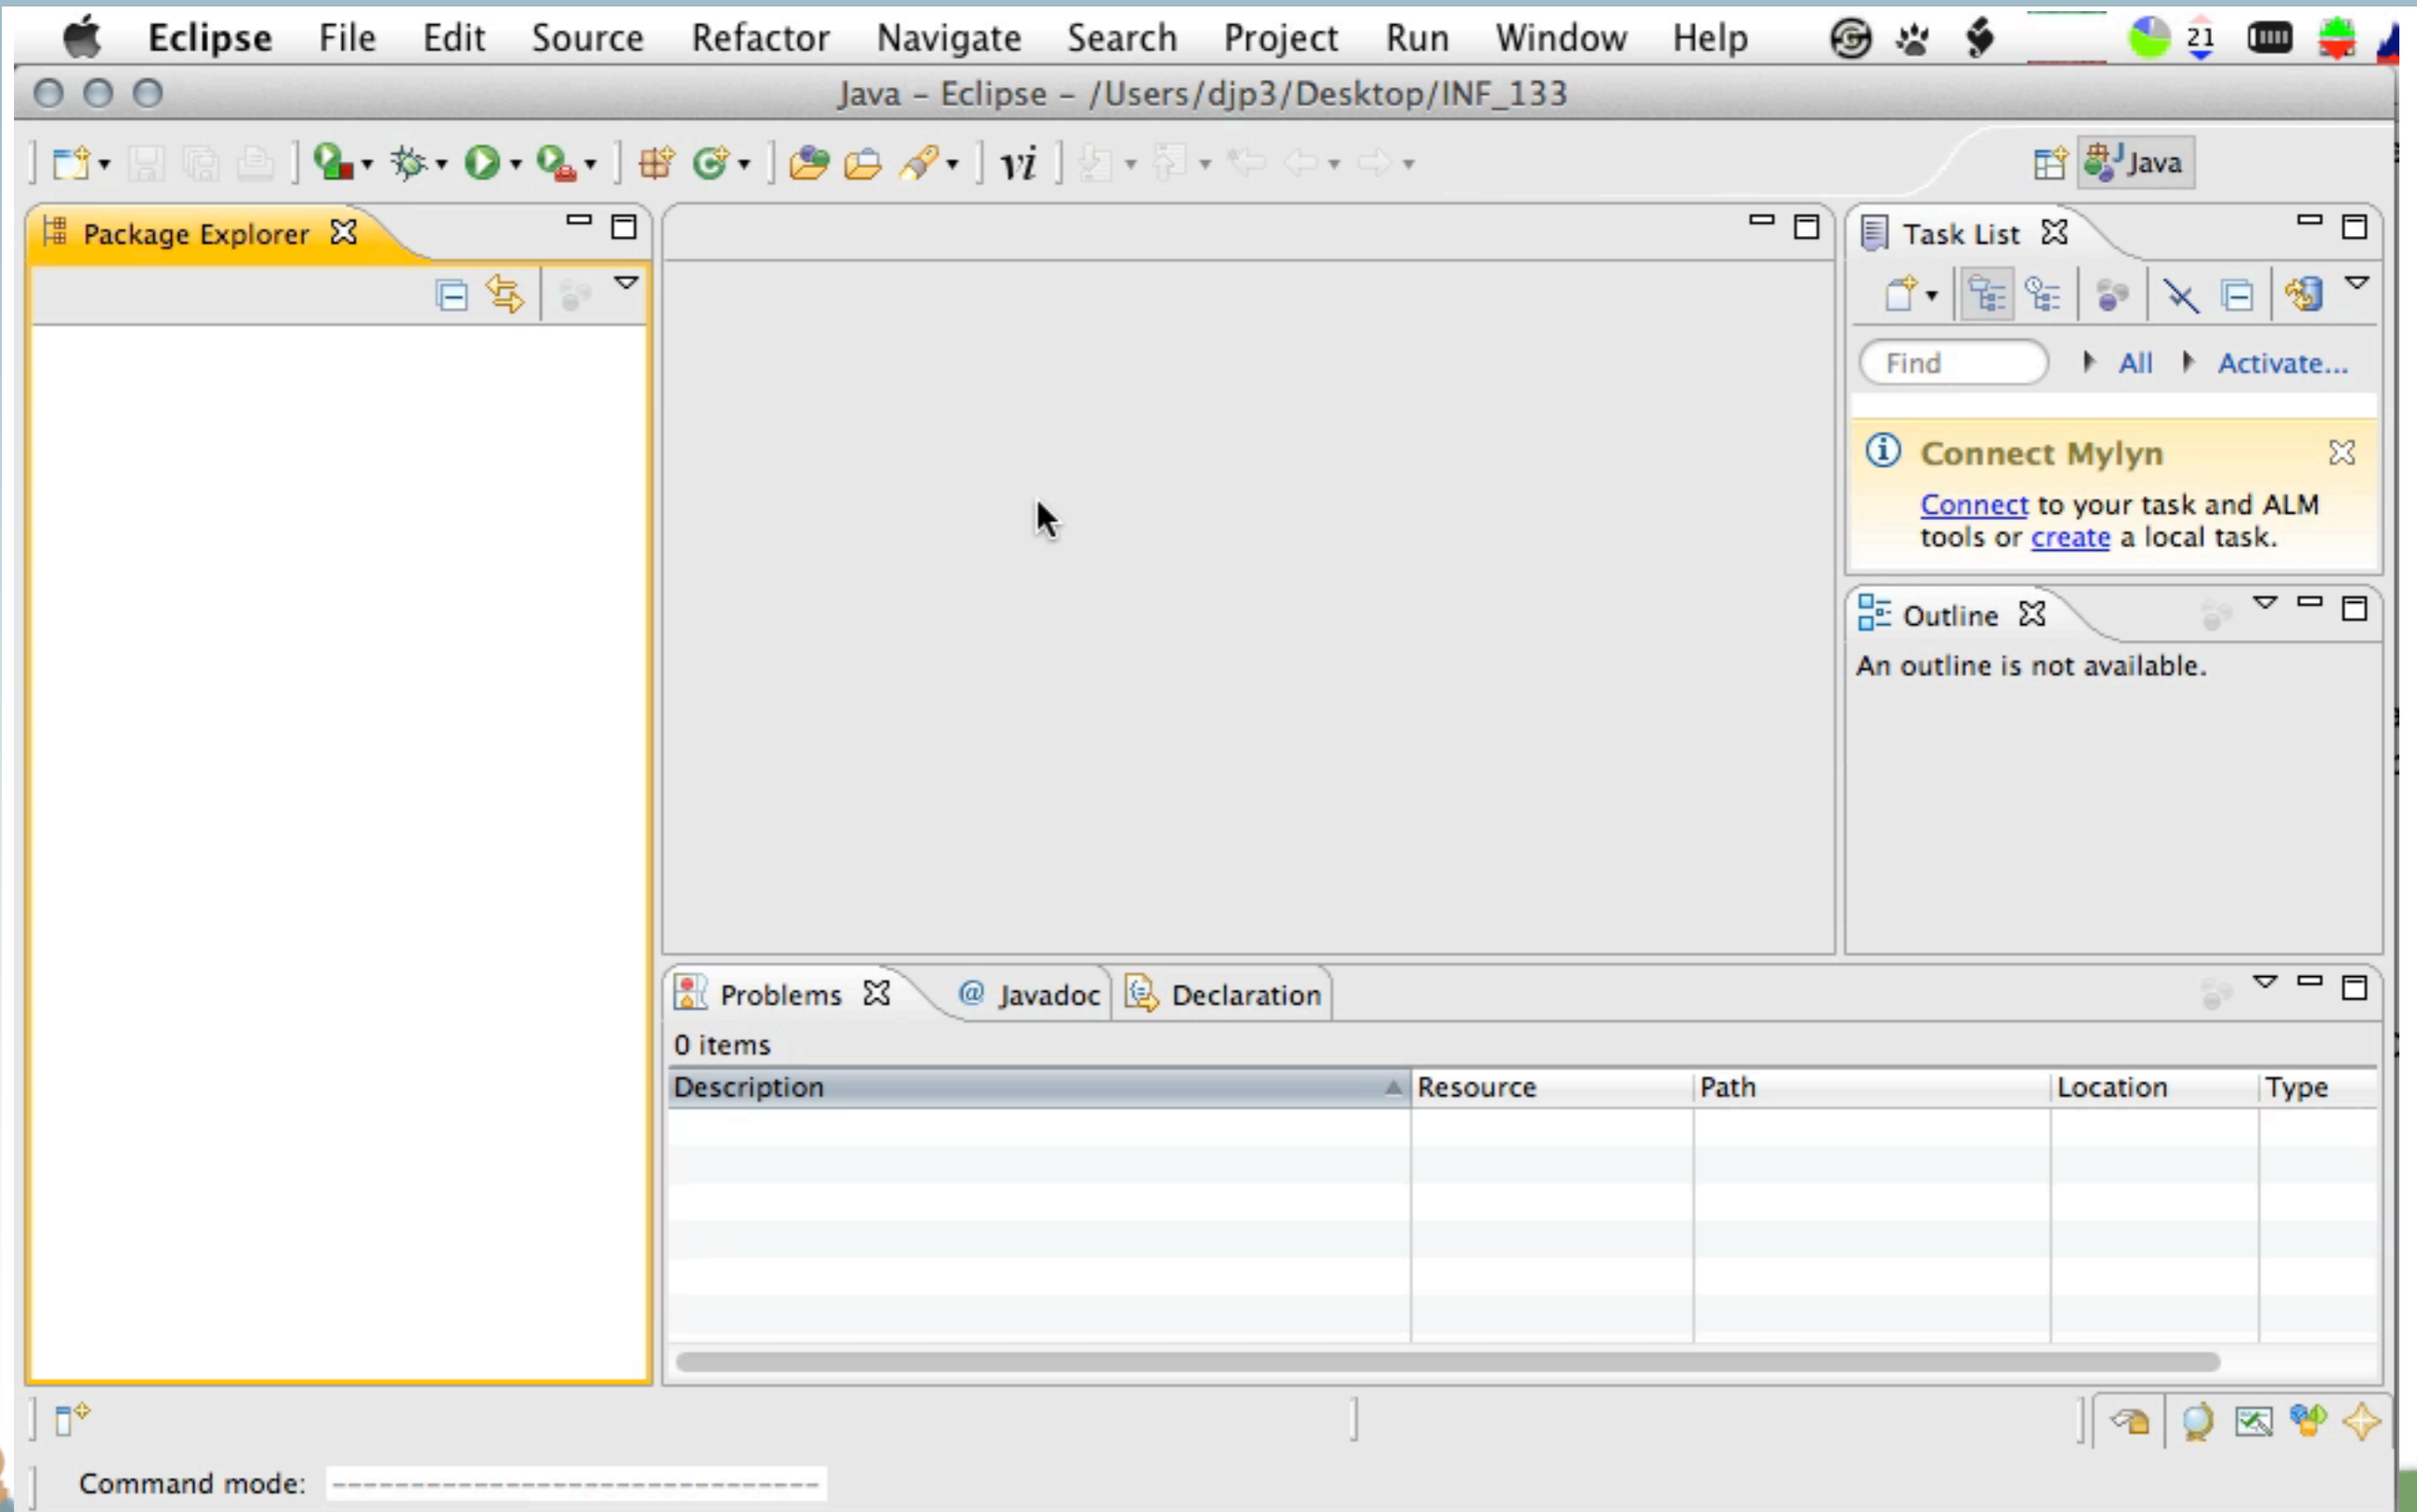 Eclipse File Edit Source Refactor Navigate Search Project Run Window Help 21
Java – Eclipse – /Users/djp3/Desktop/INF_133
vi Java
Package Explorer
Task List
Find All Activate...
Connect Mylyn
Connect to your task and ALM
tools or create a local task.
Outline
An outline is not available.
Problems @ Javadoc Declaration
0 items
Description Resource Path Location Type
Command mode: --------------------------------